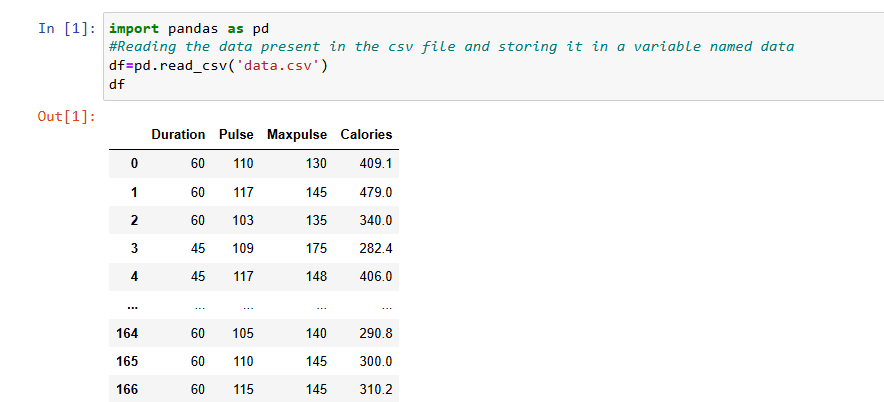 In [1]: import pandas as pd
#Reading the data present in the csv file and storing it in a variable named data
df=pd.read_csv('data.csv')
df
Out[1]:
Duration Pulse Maxpulse Calories
0 60 110 130 409.1
1 60 117 145 479.0
2 60 103 135 340.0
3 45 109 175 282.4
4 45 117 148 406.0
... ... ... ... ...
164 60 105 140 290.8
165 60 110 145 300.0
166 60 115 145 310.2